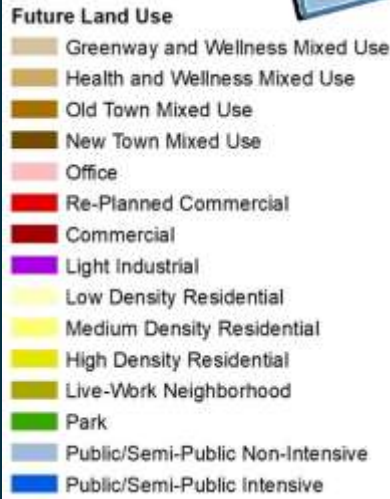 Future Land Use
Greenway and Wellness Mixed Use
Health and Wellness Mixed Use
Old Town Mixed Use
New Town Mixed Use
Office
Re-Planned Commercial
Commercial
Light Industrial
Low Density Residential
Medium Density Residential
High Density Residential
Live-Work Neighborhood
Park
Public/Semi-Public Non-Intensive
Public/Semi-Public Intensive